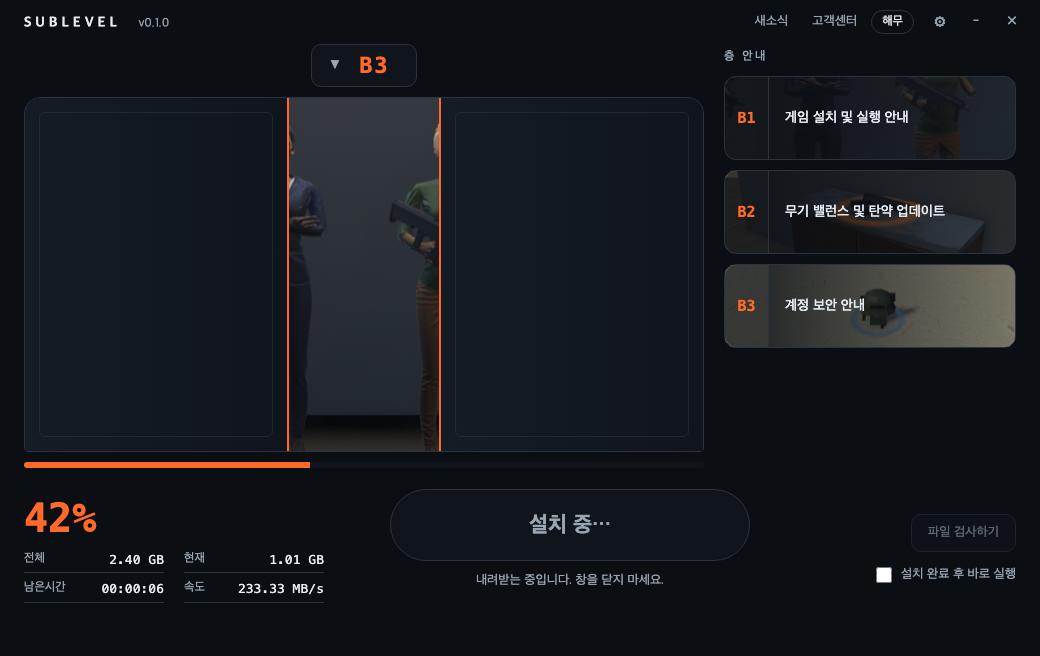 SUBLEVEL v0.1.0
새소식 고객센터 해무 ⚙ – ✕
▼ B3
층 안내
B1 게임 설치 및 실행 안내
B2 무기 밸런스 및 탄약 업데이트
B3 계정 보안 안내
42%
전체 2.40 GB 현재 1.01 GB
남은시간 00:00:06 속도 233.33 MB/s
설치 중…
내려받는 중입니다. 창을 닫지 마세요.
파일 검사하기
설치 완료 후 바로 실행